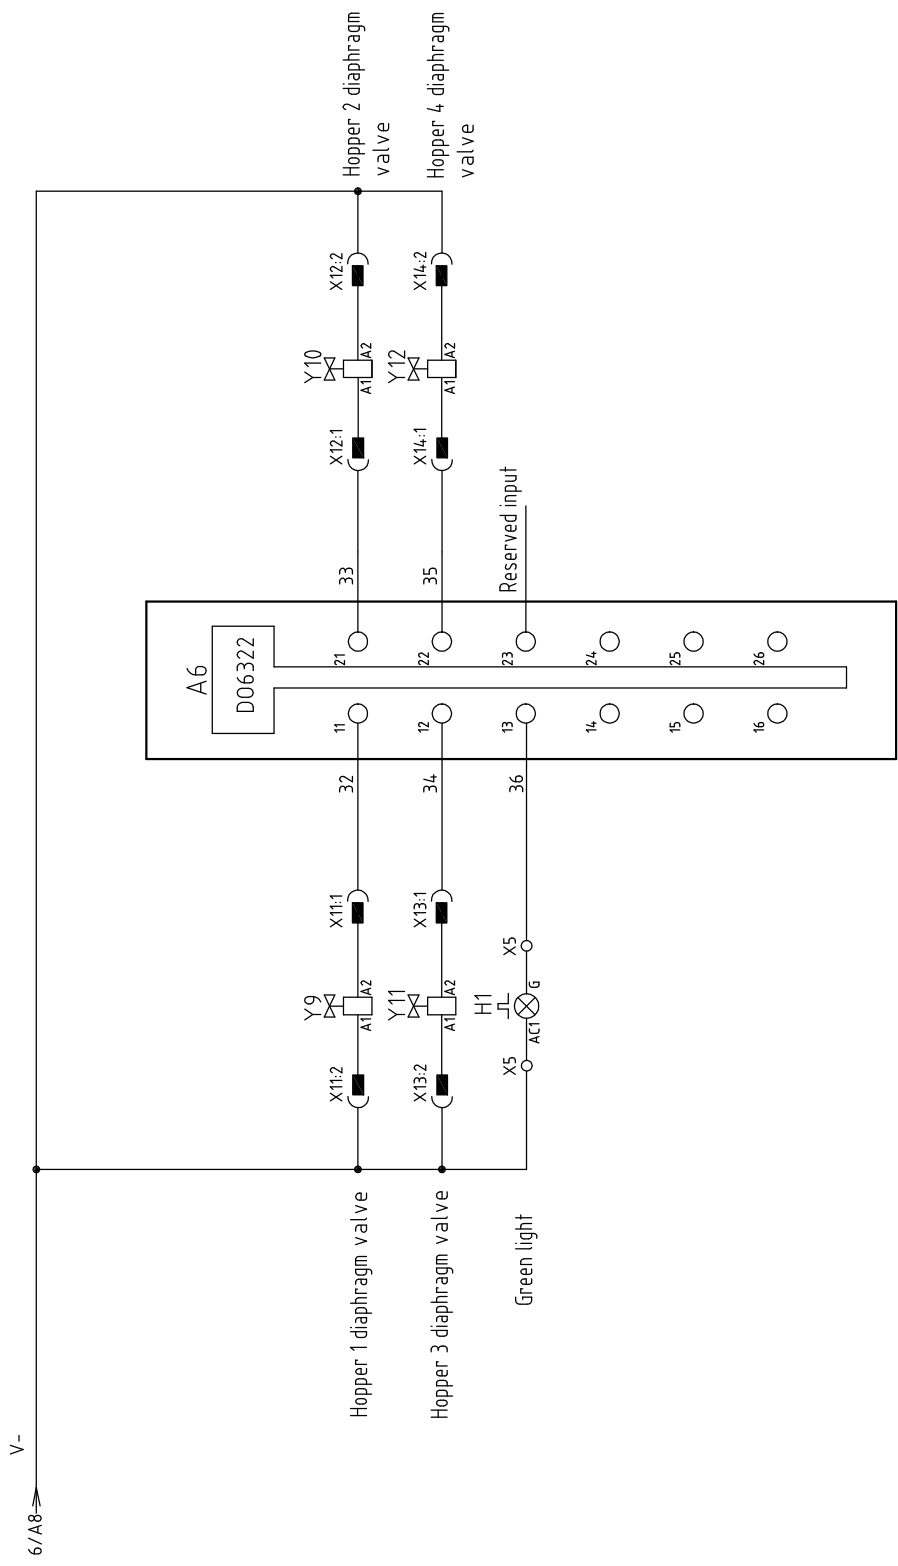 6/A8
V-
Hopper 1 diaphragm valve
Hopper 3 diaphragm valve
Green light
X11:2
Y9
A1
A2
X11:1
32
X13:2
Y11
A1
A2
X13:1
34
X5
H1
AC1
G
X5
36
A6
DO6322
11
21
12
22
13
23
14
24
15
25
16
26
33
X12:1
Y10
A1
A2
X12:2
Hopper 2 diaphragm
valve
35
X14:1
Y12
A1
A2
X14:2
Hopper 4 diaphragm
valve
Reserved input